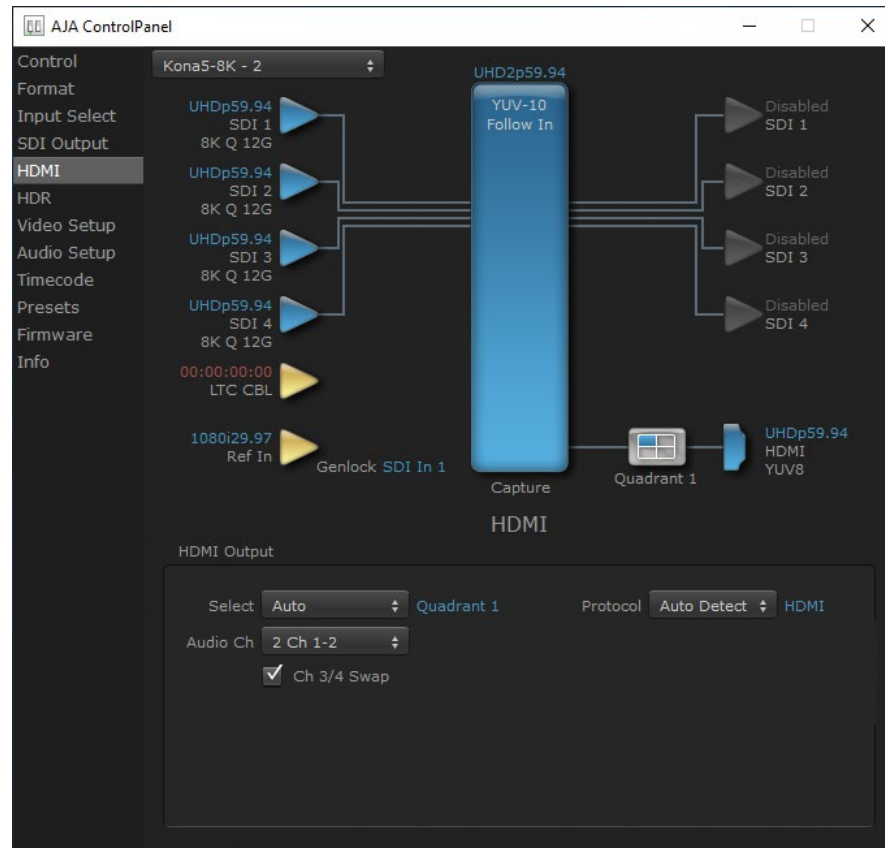 AJA ControlPanel
Control
Format
Input Select
SDI Output
HDMI
HDR
Video Setup
Audio Setup
Timecode
Presets
Firmware
Info
Kona5-8K - 2
UHDp59.94
SDI 1
8K Q 12G
UHDp59.94
SDI 2
8K Q 12G
UHDp59.94
SDI 3
8K Q 12G
UHDp59.94
SDI 4
8K Q 12G
00:00:00:00
LTC CBL
1080i29.97
Ref In
Genlock SDI In 1
UHD2p59.94
YUV-10
Follow In
Capture
Disabled
SDI 1
Disabled
SDI 2
Disabled
SDI 3
Disabled
SDI 4
Quadrant 1
UHDp59.94
HDMI
YUV8
HDMI
HDMI Output
Select Auto Quadrant 1 Protocol Auto Detect HDMI
Audio Ch 2 Ch 1-2
Ch 3/4 Swap